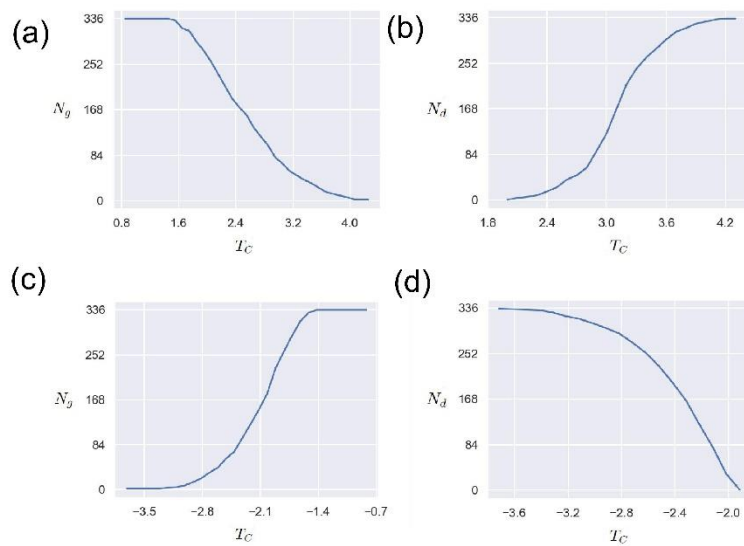 (a)
336
252
168
84
0
N_g
0.8 1.6 2.4 3.2 4.0
T_C
(b)
336
252
168
84
0
N_d
1.8 2.4 3.0 3.6 4.2
T_C
(c)
336
252
168
84
0
N_g
−3.5 −2.8 −2.1 −1.4 −0.7
T_C
(d)
336
252
168
84
0
N_d
−3.6 −3.2 −2.8 −2.4 −2.0
T_C